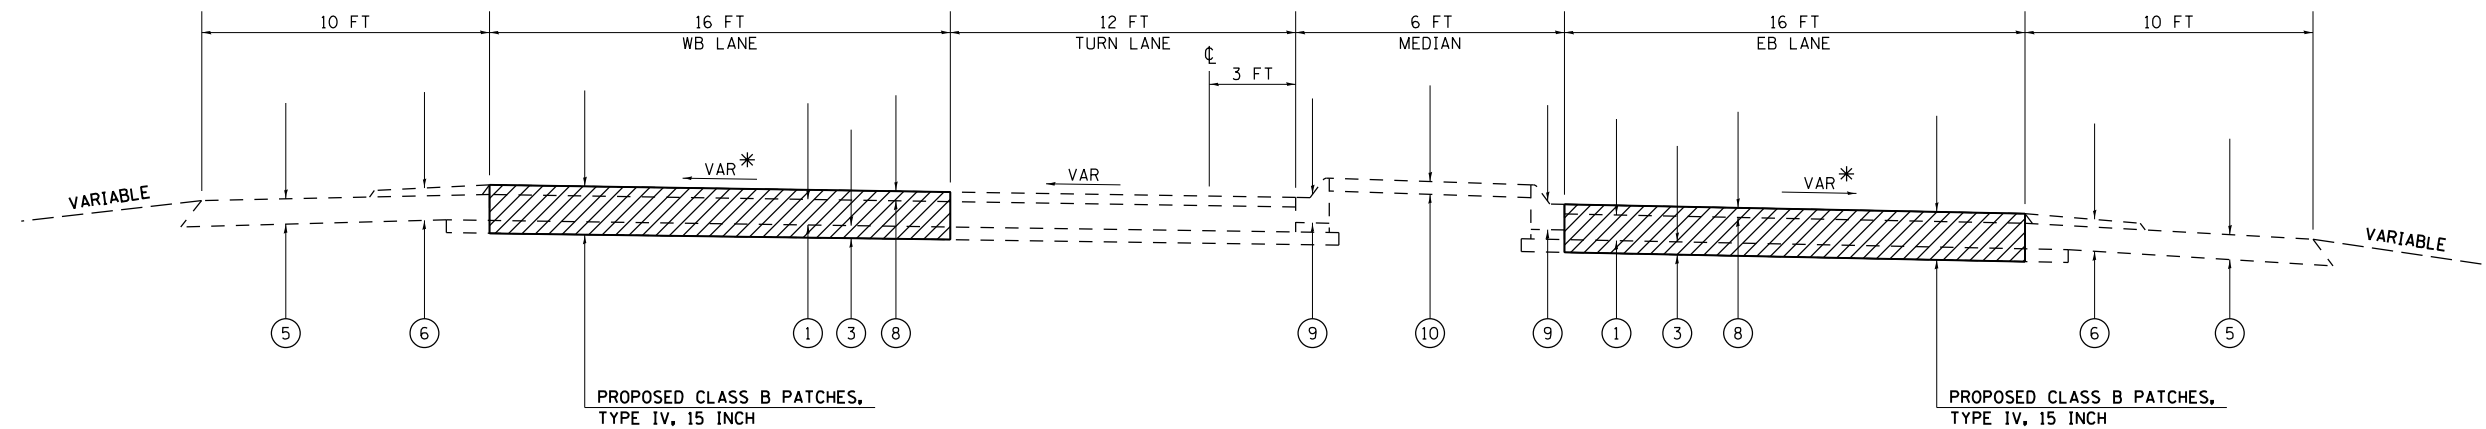 10 FT
16 FT
12 FT
6 FT
16 FT
10 FT
WB LANE
TURN LANE
MEDIAN
EB LANE
℄
3 FT
VARIABLE
VAR*
VAR
VAR*
VARIABLE
5
6
1
3
8
9
10
9
1
3
8
6
5
PROPOSED CLASS B PATCHES,
TYPE IV, 15 INCH
PROPOSED CLASS B PATCHES,
TYPE IV, 15 INCH